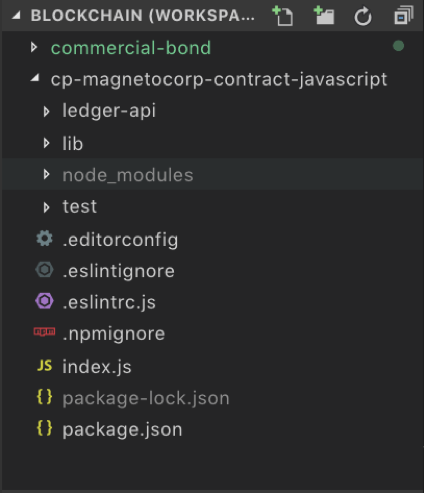 BLOCKCHAIN (WORKSPA...
commercial-bond
cp-magnetocorp-contract-javascript
ledger-api
lib
node_modules
test
.editorconfig
.eslintignore
.eslintrc.js
.npmignore
JS index.js
{ } package-lock.json
{ } package.json